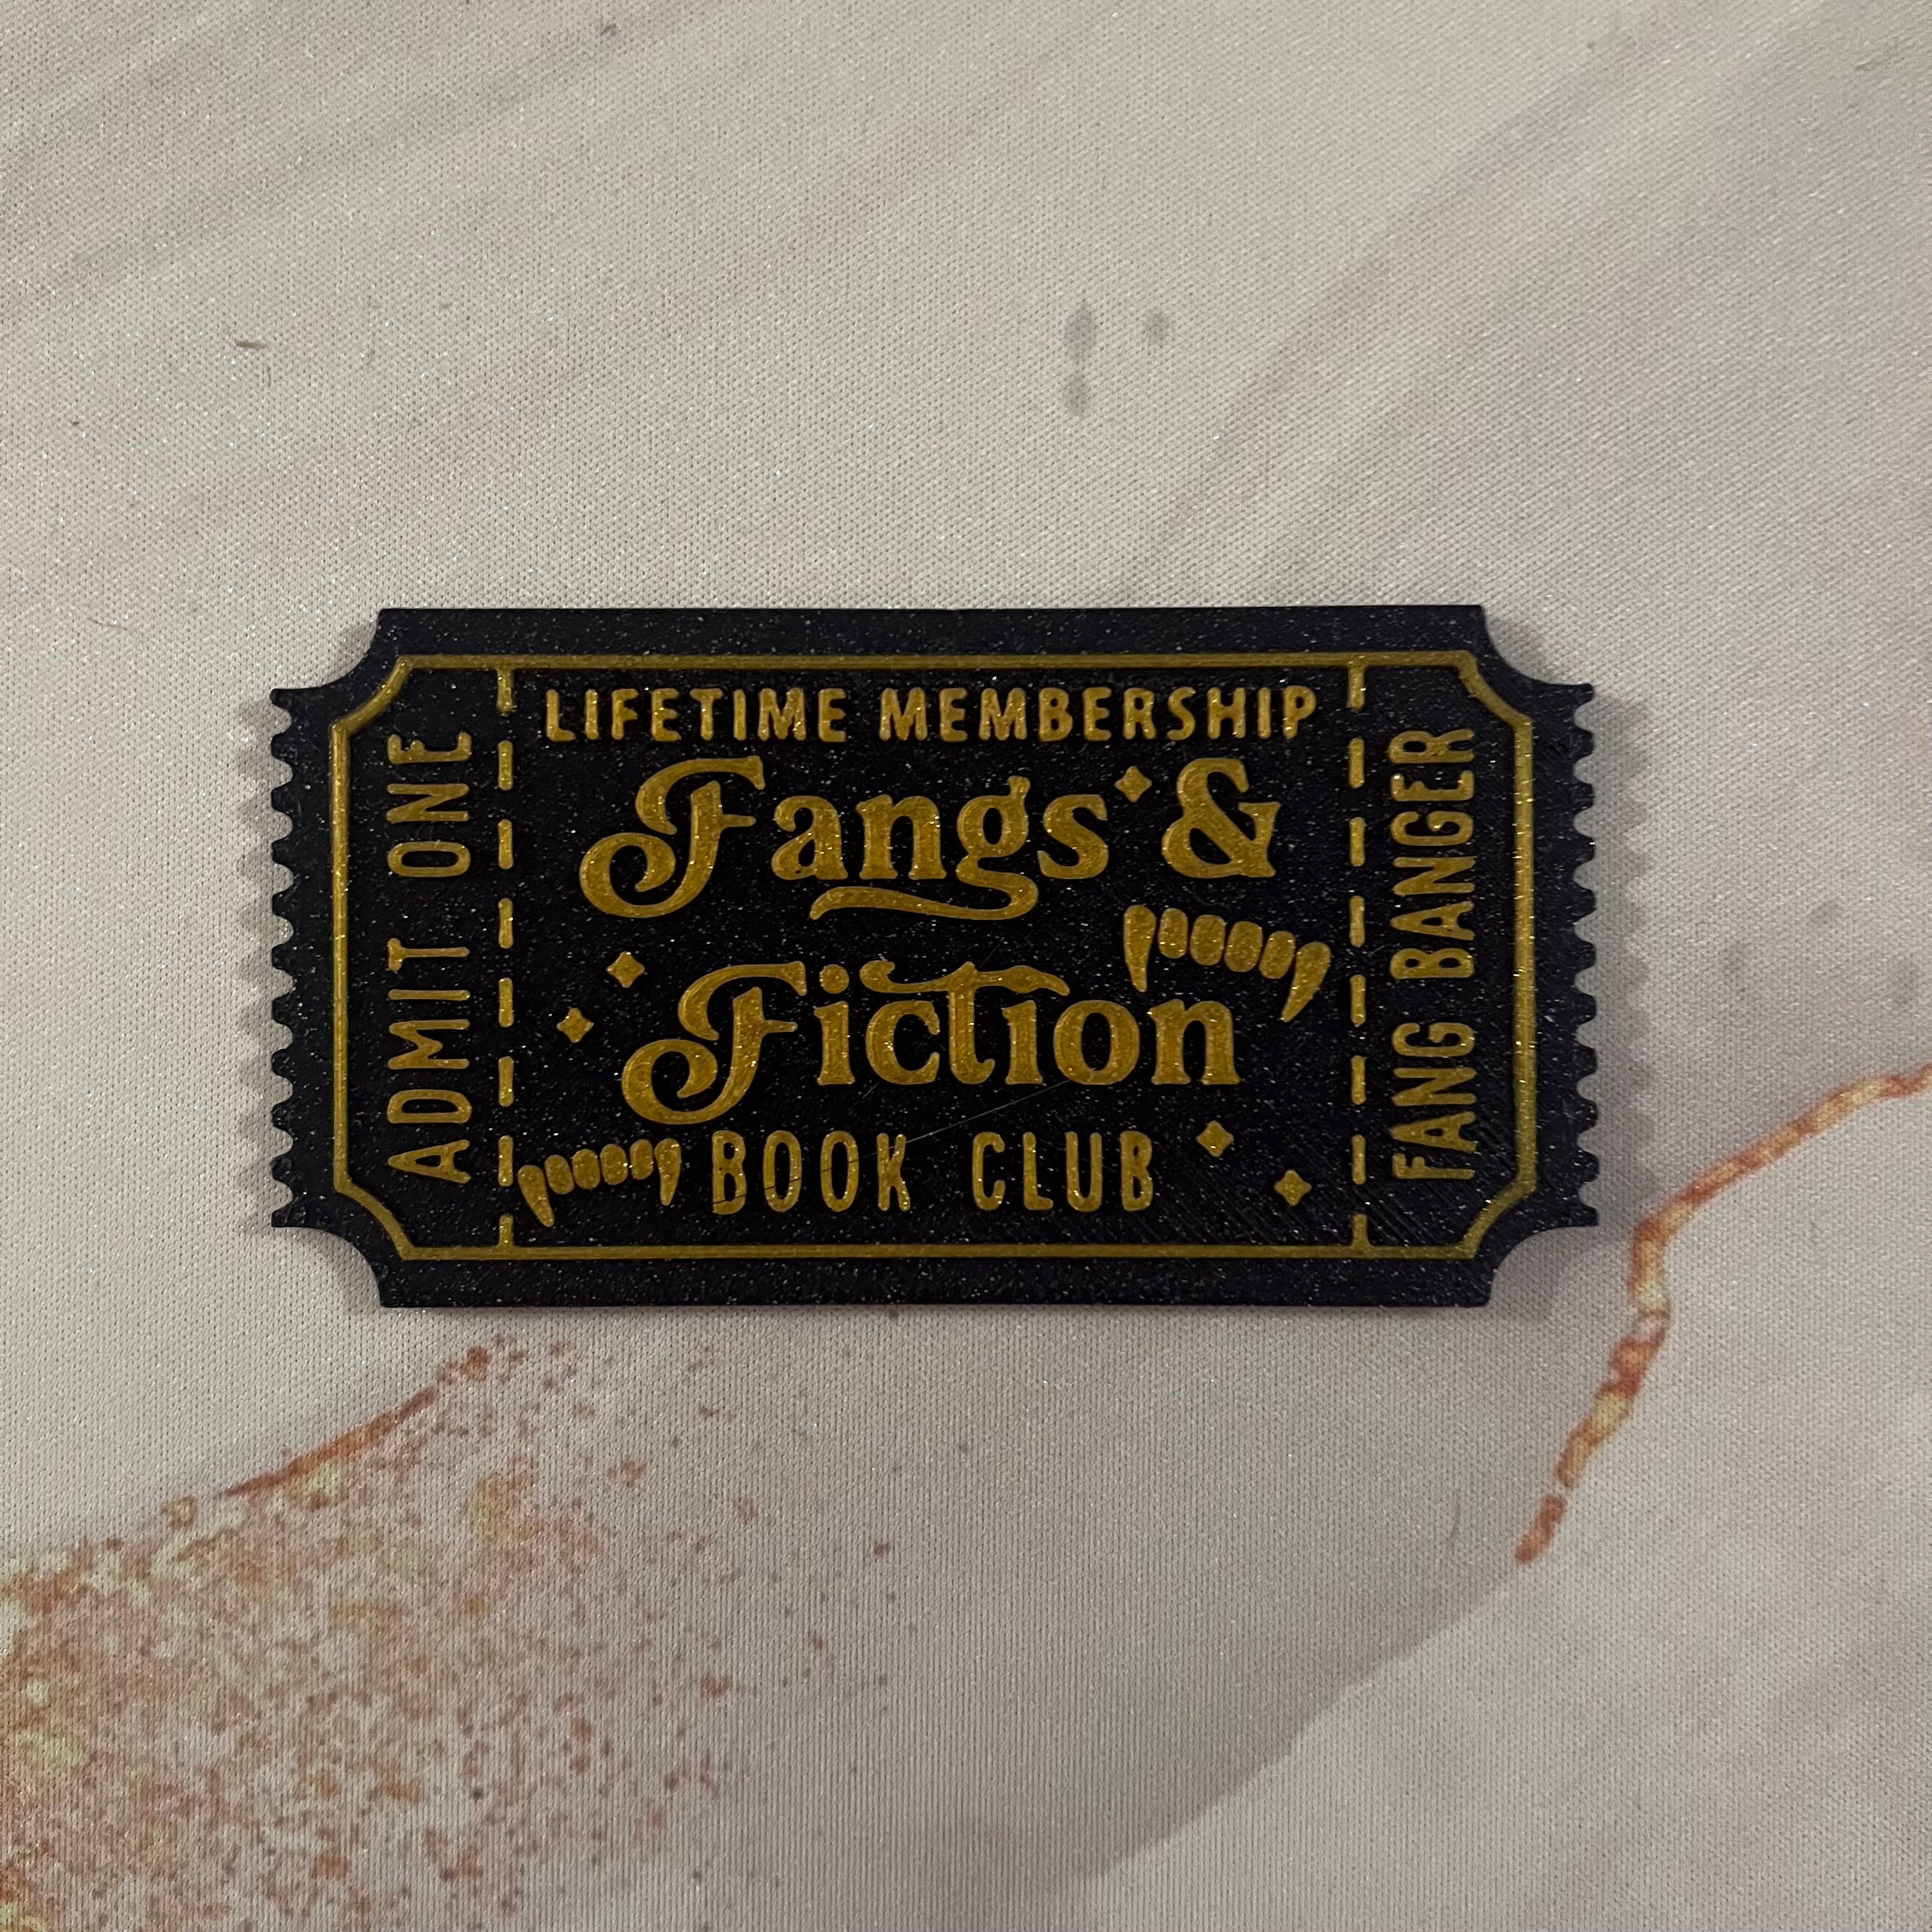 ADMIT ONE
LIFETIME MEMBERSHIP
Fangs &
Fiction
BOOK CLUB
FANG BANGER